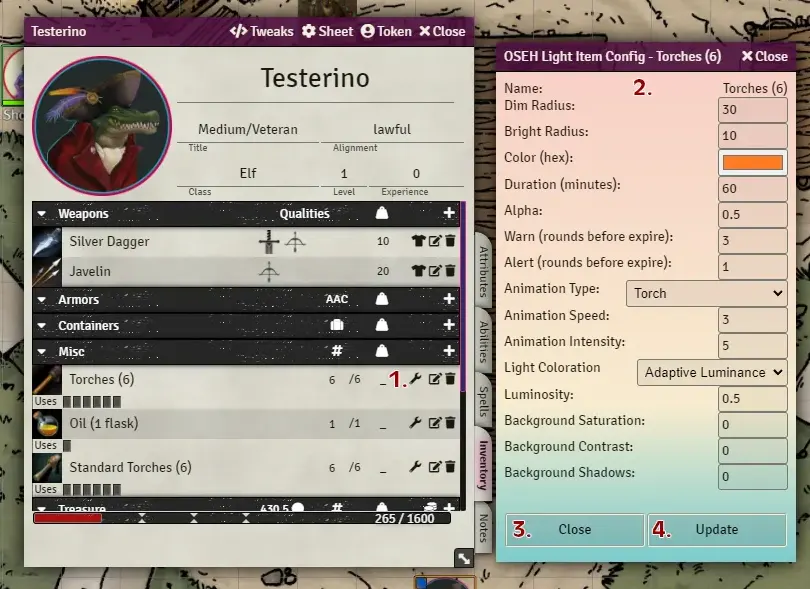 Testerino
Tweaks Sheet Token Close
Testerino
Medium/Veteran lawful
Title Alignment
Elf 1 0
Class Level Experience
Weapons Qualities
Silver Dagger 10
Javelin 20
Armors AAC
Containers
Misc #
Torches (6) 6 /6 _ 1.
Uses
Oil (1 flask) 1 /1 _
Uses
Standard Torches (6) 6 /6 _
Uses
Treasure 430.5 #
265 / 1600
Attributes
Abilities
Spells
Inventory
Notes
OSEH Light Item Config - Torches (6) Close
2.
Name: Torches (6)
Dim Radius: 30
Bright Radius: 10
Color (hex):
Duration (minutes): 60
Alpha: 0.5
Warn (rounds before expire): 3
Alert (rounds before expire): 1
Animation Type: Torch
Animation Speed: 3
Animation Intensity: 5
Light Coloration Adaptive Luminance
Luminosity: 0.5
Background Saturation: 0
Background Contrast: 0
Background Shadows: 0
3. Close 4. Update